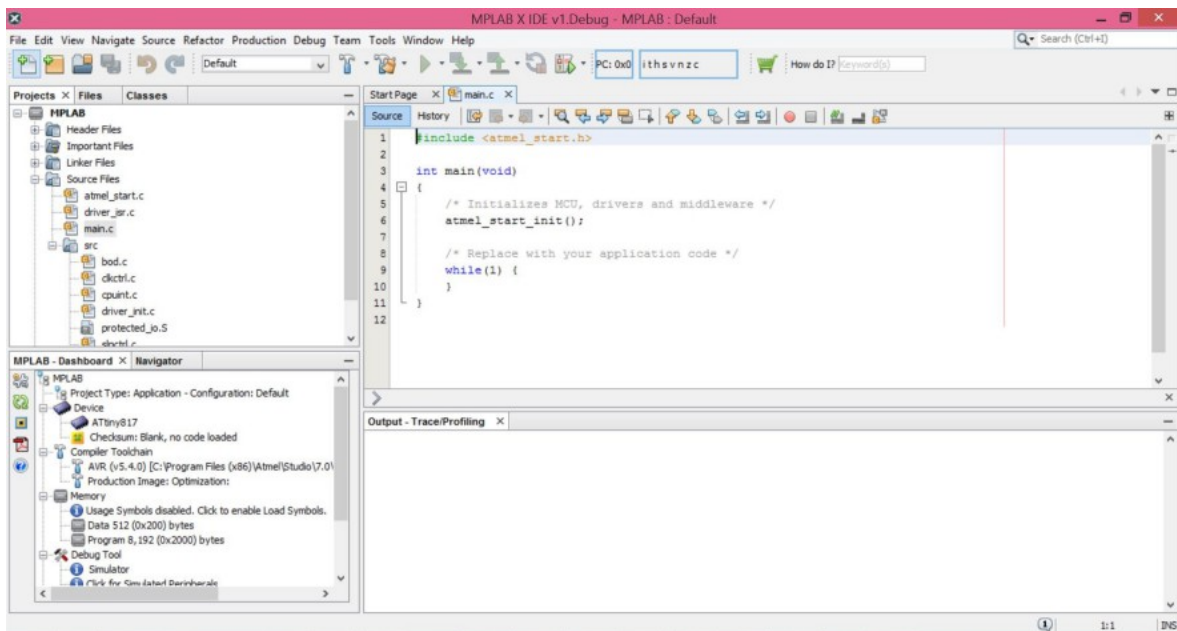 MPLAB X IDE v1.Debug - MPLAB : Default
File Edit View Navigate Source Refactor Production Debug Team Tools Window Help
Search (Ctrl+I)
Default
PC: 0x0
ithsvnzc
How do I?
Keyword(s)
Projects
Files
Classes
MPLAB
Header Files
Important Files
Linker Files
Source Files
atmel_start.c
driver_isr.c
main.c
src
bod.c
clkctrl.c
cpuint.c
driver_init.c
protected_io.S
slpctrl.c
MPLAB - Dashboard
Navigator
MPLAB
Project Type: Application - Configuration: Default
Device
ATtiny817
Checksum: Blank, no code loaded
Compiler Toolchain
AVR (v5.4.0) [C:\Program Files (x86)\Atmel\Studio\7.0\
Production Image: Optimization:
Memory
Usage Symbols disabled. Click to enable Load Symbols.
Data 512 (0x200) bytes
Program 8,192 (0x2000) bytes
Debug Tool
Simulator
Click for Simulated Peripherals
Start Page
main.c
Source
History
1 #include <atmel_start.h>
2
3 int main(void)
4 {
5 /* Initializes MCU, drivers and middleware */
6 atmel_start_init();
7
8 /* Replace with your application code */
9 while(1) {
10 }
11 }
12
Output - Trace/Profiling
1
1:1
INS